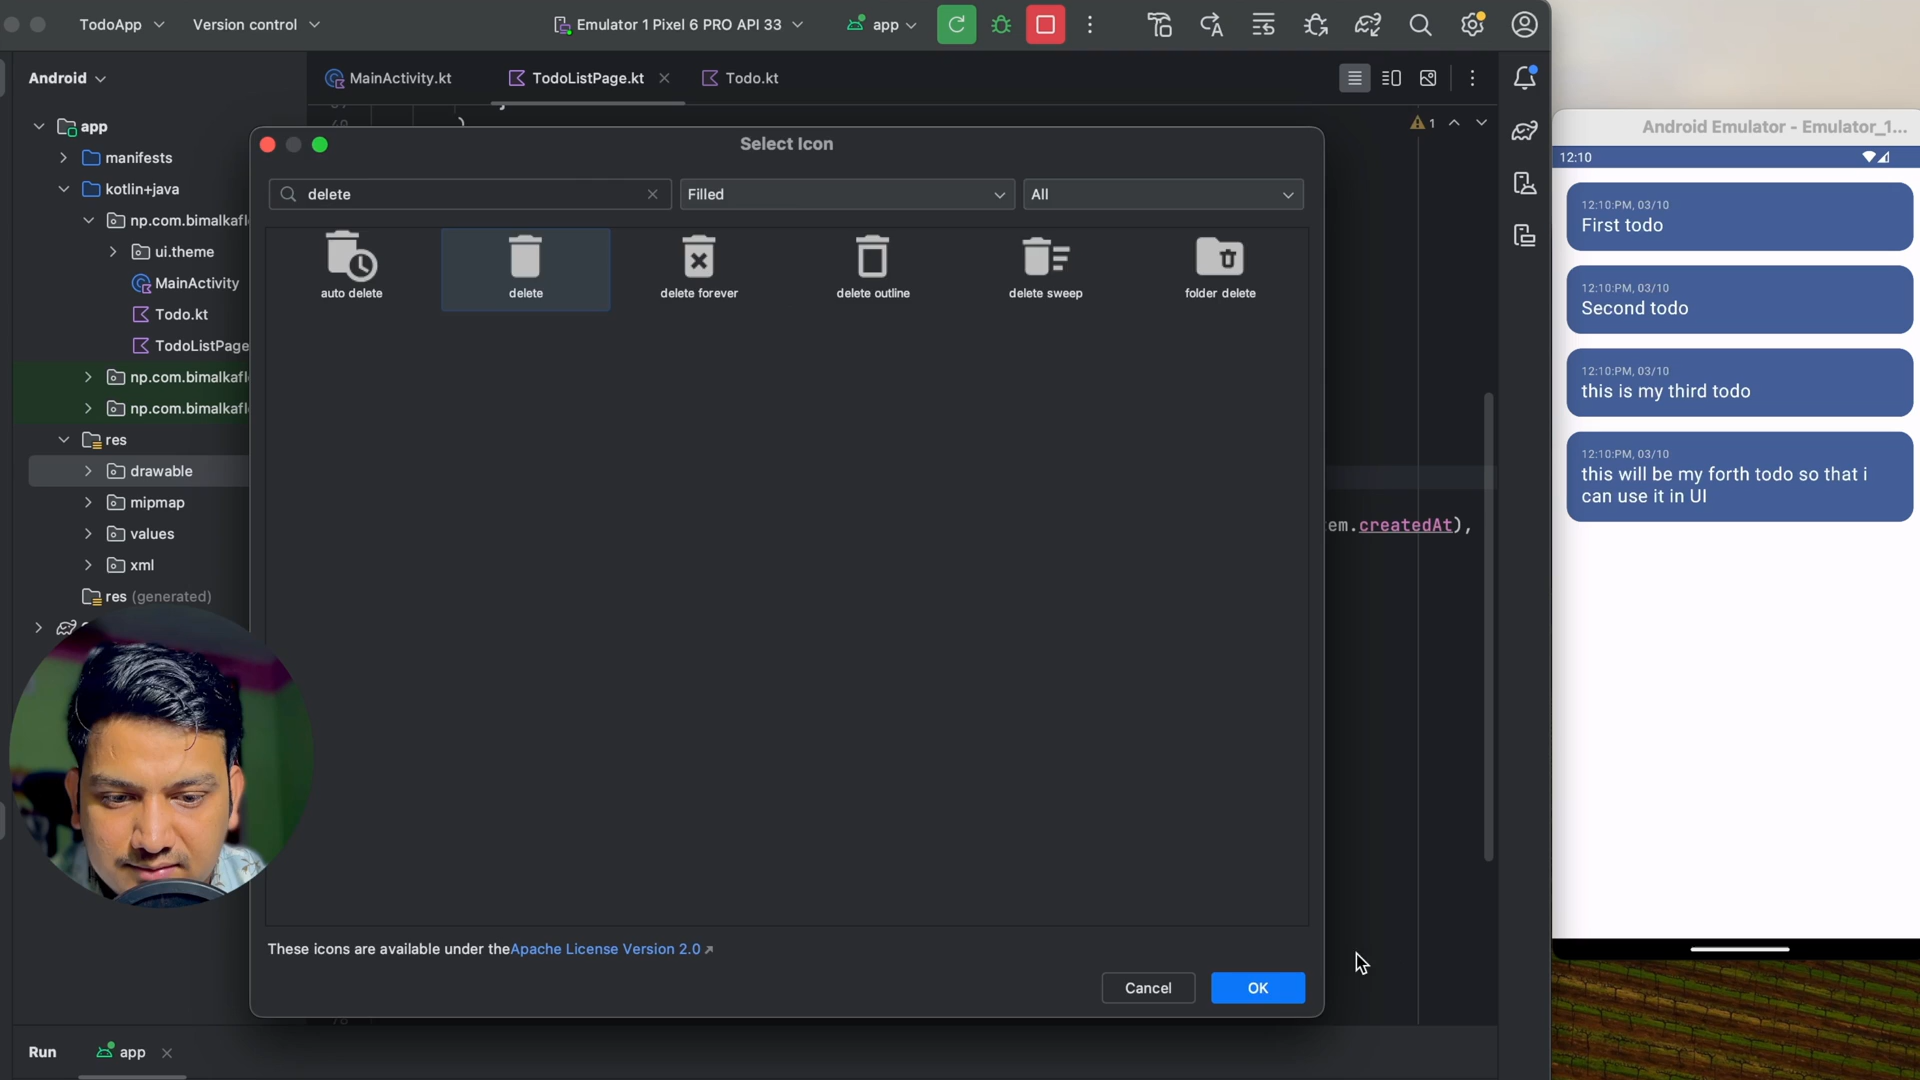 TodoApp
Version control
Emulator 1 Pixel 6 PRO API 33
app
Android
MainActivity.kt
TodoListPage.kt
Todo.kt
1
app
manifests
kotlin+java
np.com.bimalkafl
ui.theme
MainActivity
Todo.kt
TodoListPage
np.com.bimalkafl
np.com.bimalkafl
res
drawable
mipmap
values
xml
res (generated)
Select Icon
delete
Filled
All
auto delete
delete
delete forever
delete outline
delete sweep
folder delete
em.createdAt),
These icons are available under the Apache License Version 2.0
Cancel
OK
Run
app
Android Emulator - Emulator_1...
12:10
12:10:PM, 03/10
First todo
12:10:PM, 03/10
Second todo
12:10:PM, 03/10
this is my third todo
12:10:PM, 03/10
this will be my forth todo so that i
can use it in UI